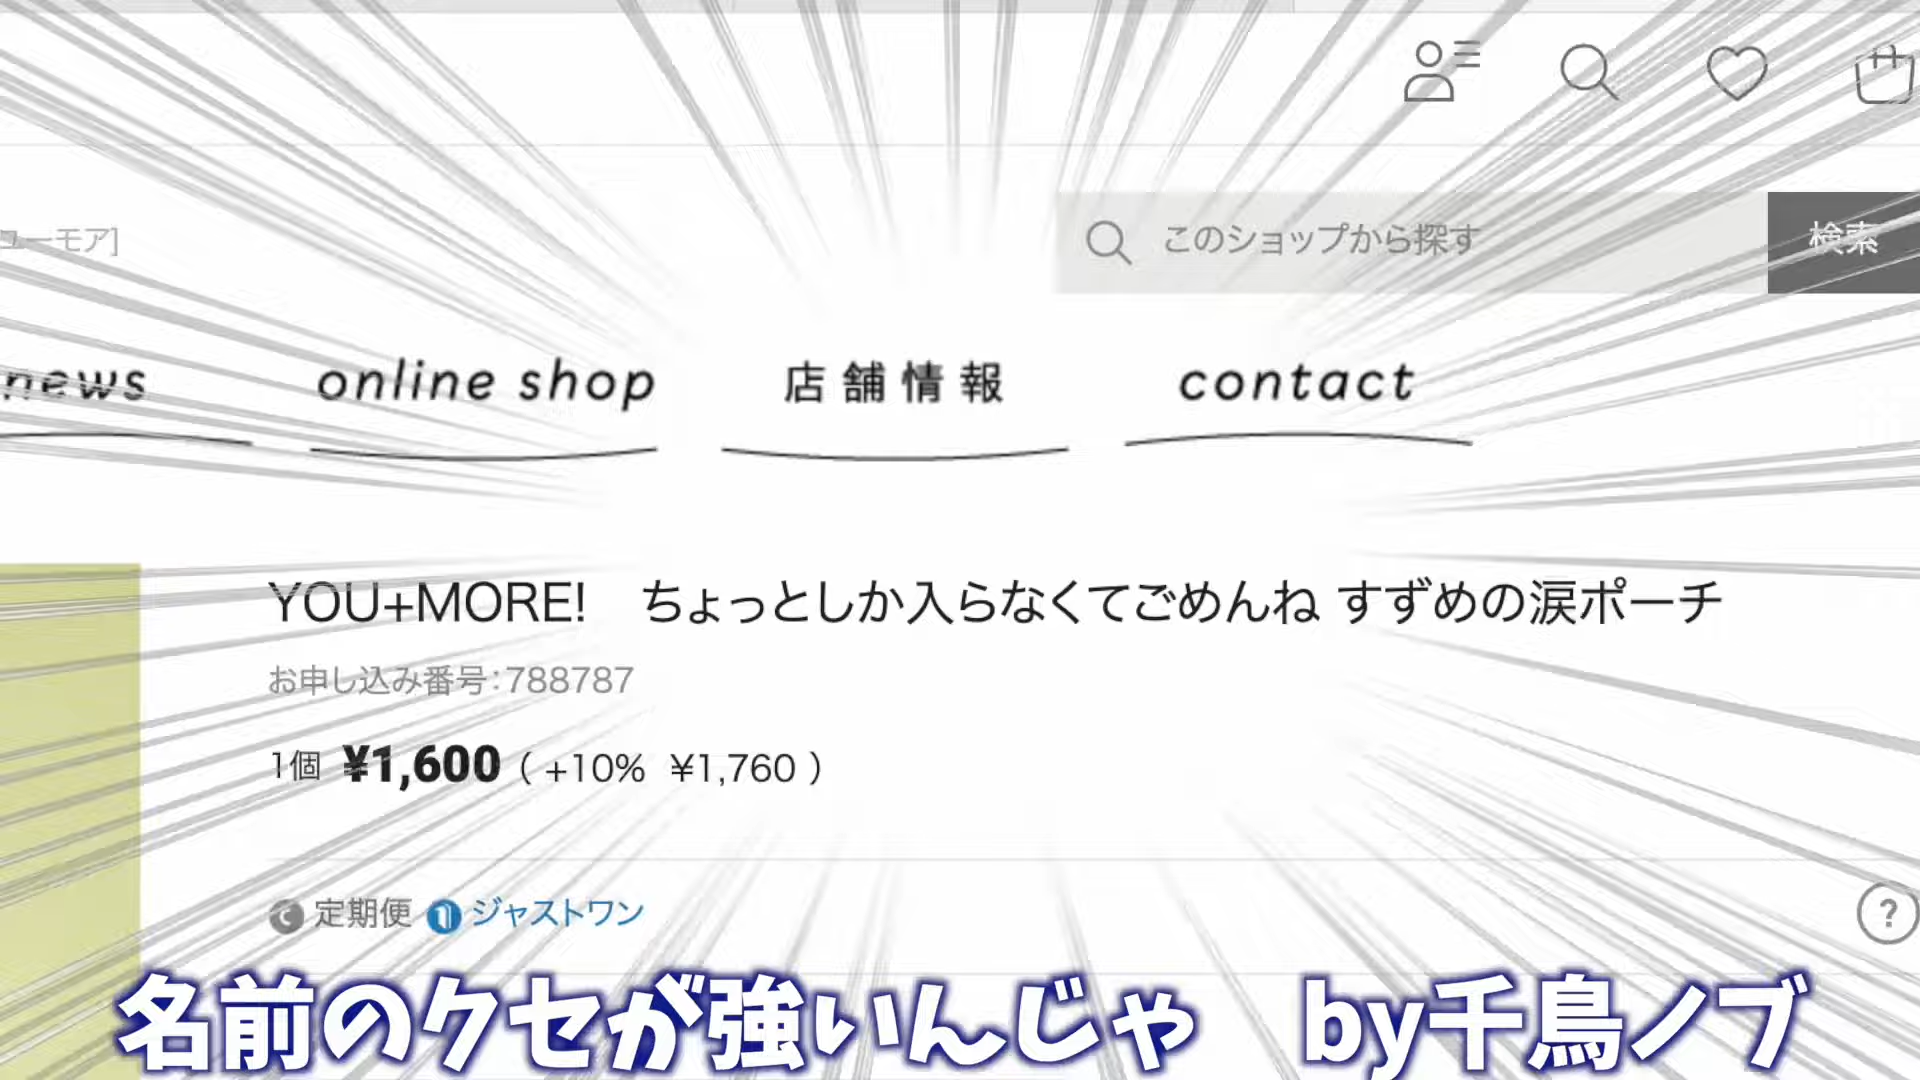 ユーモア]
このショップから探す
検索
news
online shop
店舗情報
contact
YOU+MORE!　ちょっとしか入らなくてごめんね すずめの涙ポーチ
お申し込み番号:788787
1個 ¥1,600 ( +10% ¥1,760 )
定期便 ジャストワン
?
名前のクセが強いんじゃ　by千鳥ノブ